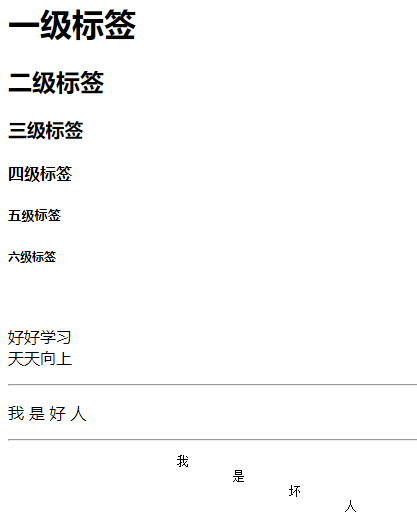 一级标签
二级标签
三级标签
四级标签
五级标签
六级标签
好好学习
天天向上
我 是 好 人
我
是
坏
人